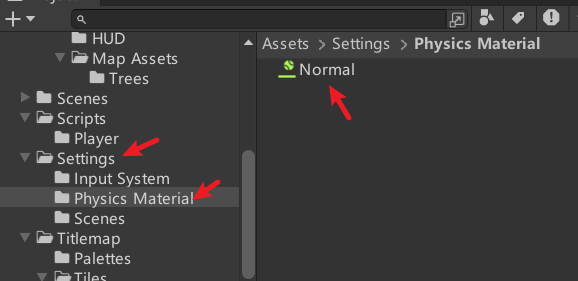 HUD
Map Assets
Trees
Scenes
Scripts
Player
Settings
Input System
Physics Material
Scenes
Titlemap
Palettes
Tiles
Assets > Settings > Physics Material
Normal